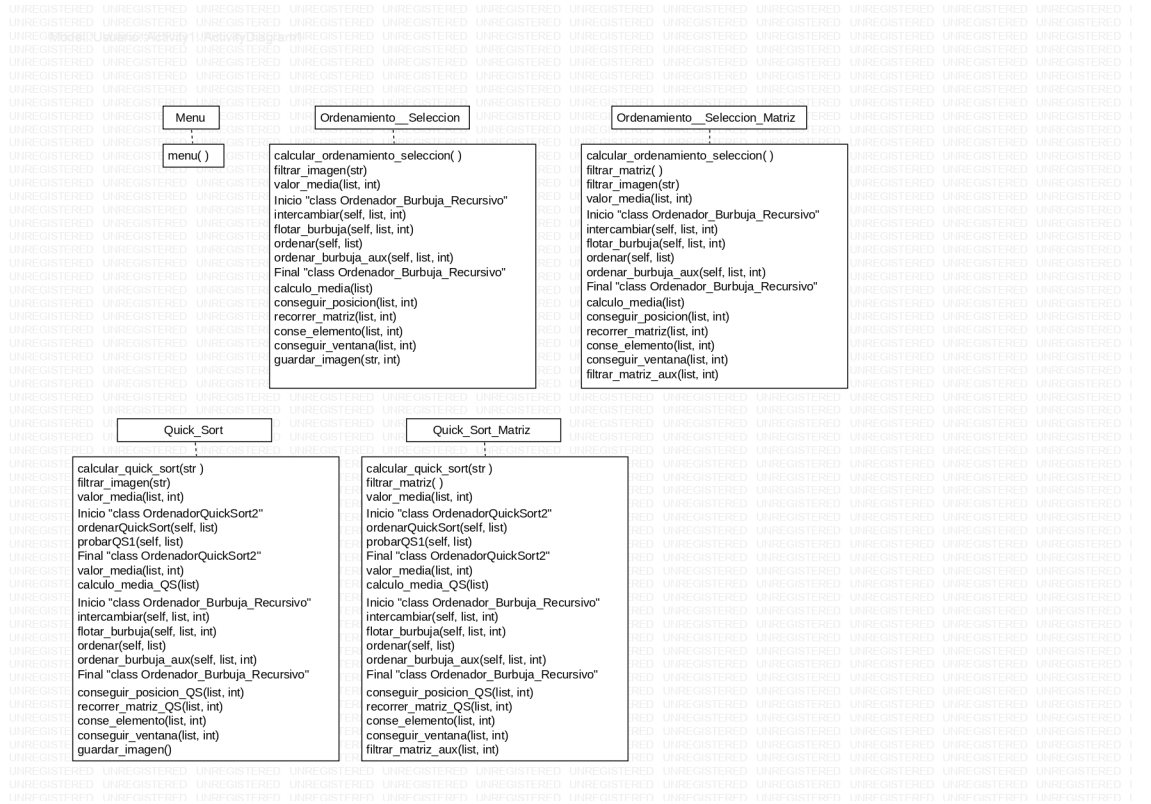 Model::Usuario!Activity1!ActivityDiagram1
Menu
menu( )
Ordenamiento__Seleccion
calcular_ordenamiento_seleccion( )
filtrar_imagen(str)
valor_media(list, int)
Inicio "class Ordenador_Burbuja_Recursivo"
intercambiar(self, list, int)
flotar_burbuja(self, list, int)
ordenar(self, list)
ordenar_burbuja_aux(self, list, int)
Final "class Ordenador_Burbuja_Recursivo"
calculo_media(list)
conseguir_posicion(list, int)
recorrer_matriz(list, int)
conse_elemento(list, int)
conseguir_ventana(list, int)
guardar_imagen(str, int)
Ordenamiento__Seleccion_Matriz
calcular_ordenamiento_seleccion( )
filtrar_matriz( )
filtrar_imagen(str)
valor_media(list, int)
Inicio "class Ordenador_Burbuja_Recursivo"
intercambiar(self, list, int)
flotar_burbuja(self, list, int)
ordenar(self, list)
ordenar_burbuja_aux(self, list, int)
Final "class Ordenador_Burbuja_Recursivo"
calculo_media(list)
conseguir_posicion(list, int)
recorrer_matriz(list, int)
conse_elemento(list, int)
conseguir_ventana(list, int)
filtrar_matriz_aux(list, int)
Quick_Sort
calcular_quick_sort(str )
filtrar_imagen(str)
valor_media(list, int)
Inicio "class OrdenadorQuickSort2"
ordenarQuickSort(self, list)
probarQS1(self, list)
Final "class OrdenadorQuickSort2"
valor_media(list, int)
calculo_media_QS(list)
Inicio "class Ordenador_Burbuja_Recursivo"
intercambiar(self, list, int)
flotar_burbuja(self, list, int)
ordenar(self, list)
ordenar_burbuja_aux(self, list, int)
Final "class Ordenador_Burbuja_Recursivo"
conseguir_posicion_QS(list, int)
recorrer_matriz_QS(list, int)
conse_elemento(list, int)
conseguir_ventana(list, int)
guardar_imagen()
Quick_Sort_Matriz
calcular_quick_sort(str )
filtrar_matriz( )
valor_media(list, int)
Inicio "class OrdenadorQuickSort2"
ordenarQuickSort(self, list)
probarQS1(self, list)
Final "class OrdenadorQuickSort2"
valor_media(list, int)
calculo_media_QS(list)
Inicio "class Ordenador_Burbuja_Recursivo"
intercambiar(self, list, int)
flotar_burbuja(self, list, int)
ordenar(self, list)
ordenar_burbuja_aux(self, list, int)
Final "class Ordenador_Burbuja_Recursivo"
conseguir_posicion_QS(list, int)
recorrer_matriz_QS(list, int)
conse_elemento(list, int)
conseguir_ventana(list, int)
filtrar_matriz_aux(list, int)
UNREGISTERED